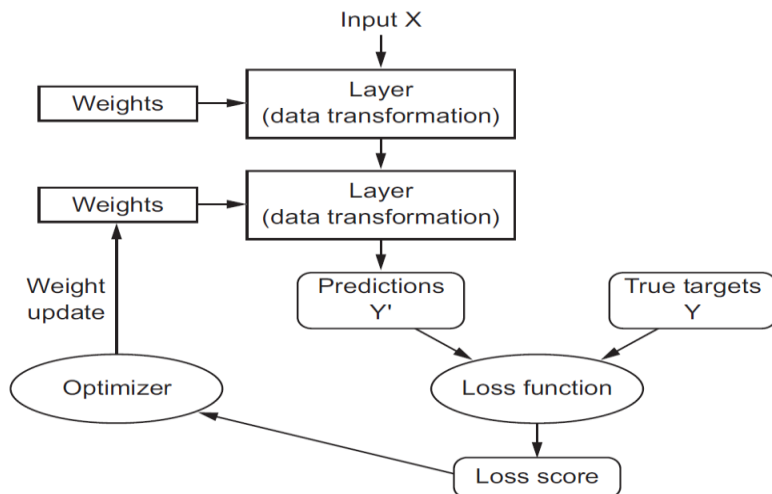 Input X
Layer
(data transformation)
Weights
Layer
(data transformation)
Weights
Weight
update
Predictions
Y'
True targets
Y
Optimizer
Loss function
Loss score